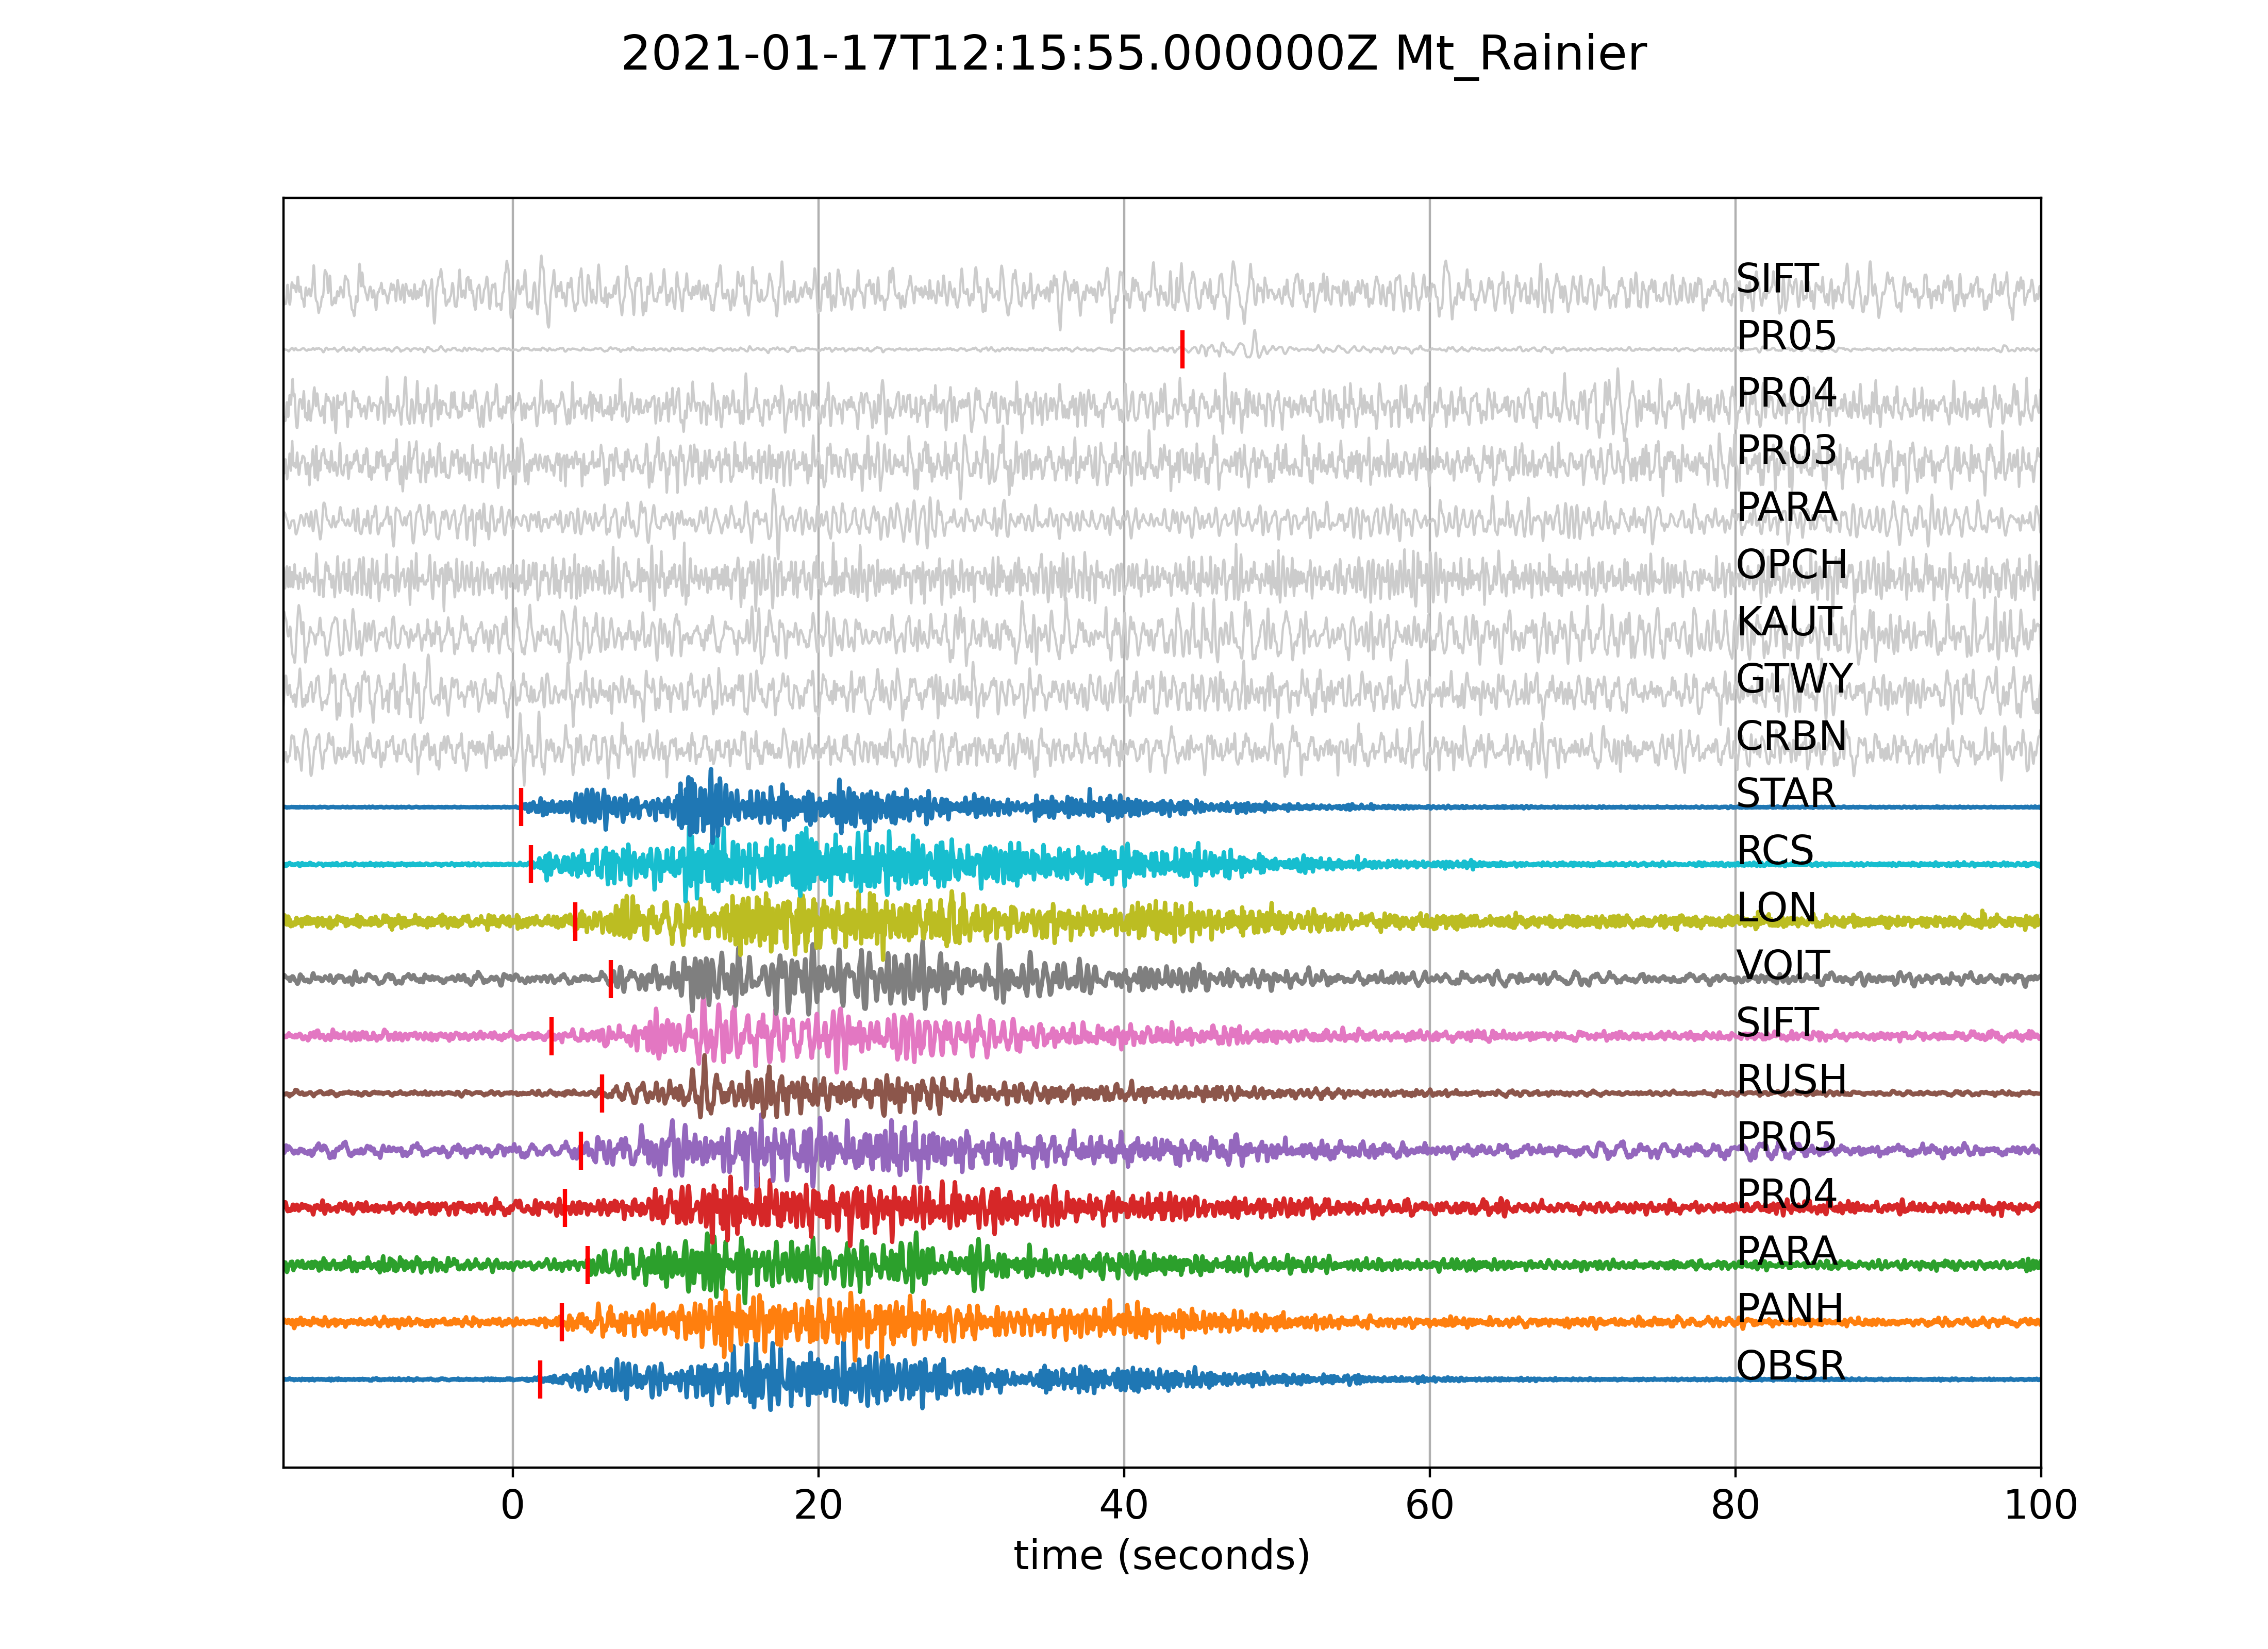 2021-01-17T12:15:55.000000Z Mt_Rainier
SIFT
PR05
PR04
PR03
PARA
OPCH
KAUT
GTWY
CRBN
STAR
RCS
LON
VOIT
SIFT
RUSH
PR05
PR04
PARA
PANH
OBSR
0 20 40 60 80 100
time (seconds)